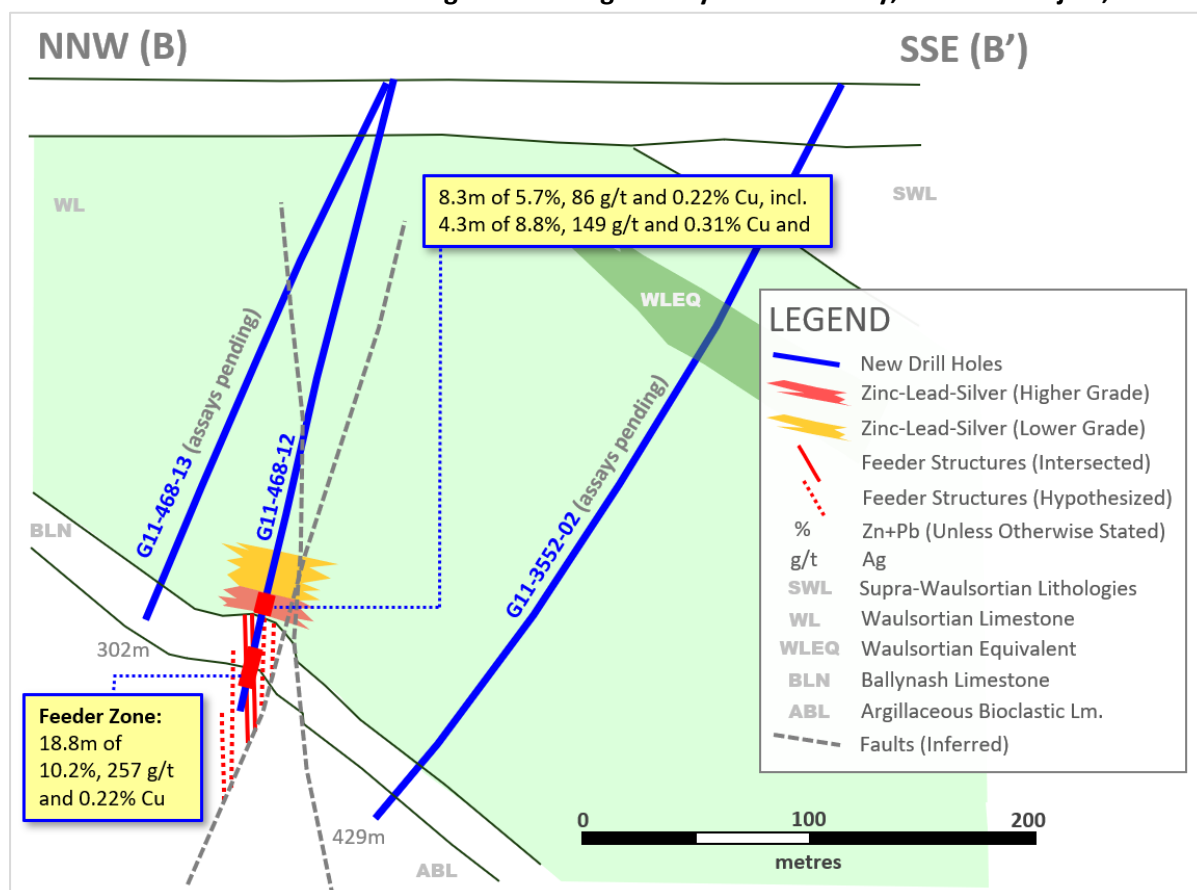 NNW (B)
SSE (B’)
WL
SWL
8.3m of 5.7%, 86 g/t and 0.22% Cu, incl.
4.3m of 8.8%, 149 g/t and 0.31% Cu and
WLEQ
G11-468-13 (assays pending)
G11-468-12
G11-3552-02 (assays pending)
BLN
302m
Feeder Zone:
18.8m of
10.2%, 257 g/t
and 0.22% Cu
429m
ABL
LEGEND
New Drill Holes
Zinc-Lead-Silver (Higher Grade)
Zinc-Lead-Silver (Lower Grade)
Feeder Structures (Intersected)
Feeder Structures (Hypothesized)
% Zn+Pb (Unless Otherwise Stated)
g/t Ag
SWL Supra-Waulsortian Lithologies
WL Waulsortian Limestone
WLEQ Waulsortian Equivalent
BLN Ballynash Limestone
ABL Argillaceous Bioclastic Lm.
Faults (Inferred)
0 100 200
metres